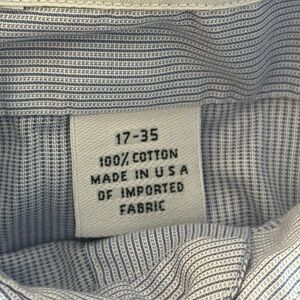 17-35
100% COTTON
MADE IN U S A
OF IMPORTED
FABRIC